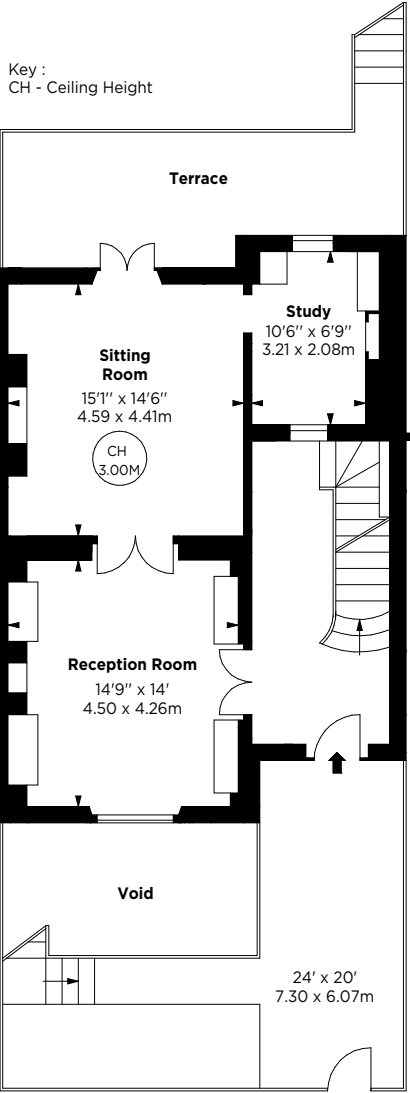 Key :
CH - Ceiling Height
Terrace
Study
10'6'' x 6'9''
3.21 x 2.08m
Sitting
Room
15'1'' x 14'6''
4.59 x 4.41m
CH
3.00M
Reception Room
14'9'' x 14'
4.50 x 4.26m
Void
24' x 20'
7.30 x 6.07m